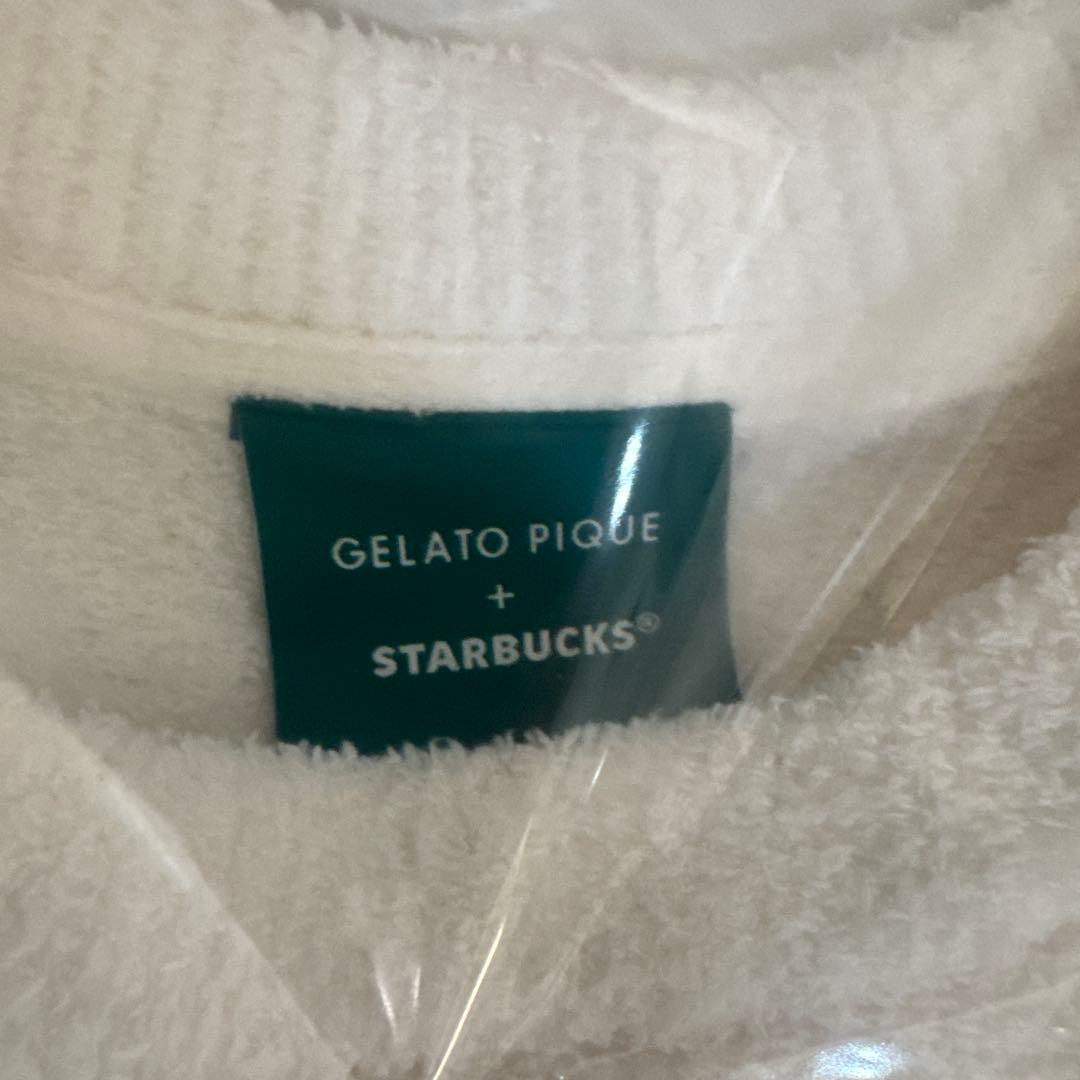 GELATO PIQUE
+
STARBUCKS®